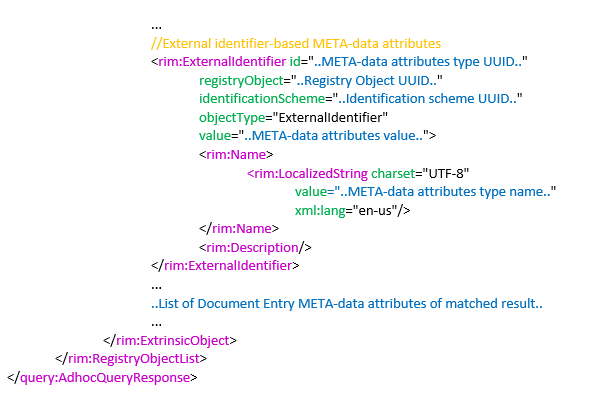 ...
//External identifier-based META-data attributes
<rim:ExternalIdentifier id="..META-data attributes type UUID.."
registryObject="..Registry Object UUID.."
identificationScheme="..Identification scheme UUID.."
objectType="ExternalIdentifier"
value="..META-data attributes value..">
<rim:Name>
<rim:LocalizedString charset="UTF-8"
value="..META-data attributes type name.."
xml:lang="en-us"/>
</rim:Name>
<rim:Description/>
</rim:ExternalIdentifier>
...
..List of Document Entry META-data attributes of matched result..
...
</rim:ExtrinsicObject>
</rim:RegistryObjectList>
</query:AdhocQueryResponse>